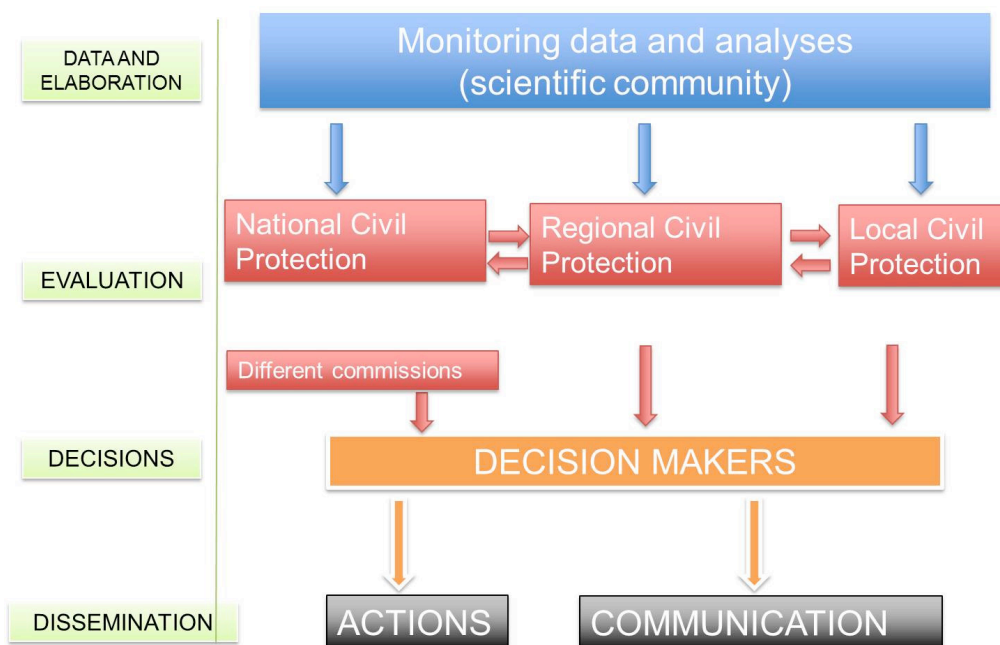 DATA AND
ELABORATION
Monitoring data and analyses
(scientific community)
National Civil
Protection
Regional Civil
Protection
Local Civil
Protection
EVALUATION
Different commissions
DECISIONS
DECISION MAKERS
DISSEMINATION
ACTIONS
COMMUNICATION